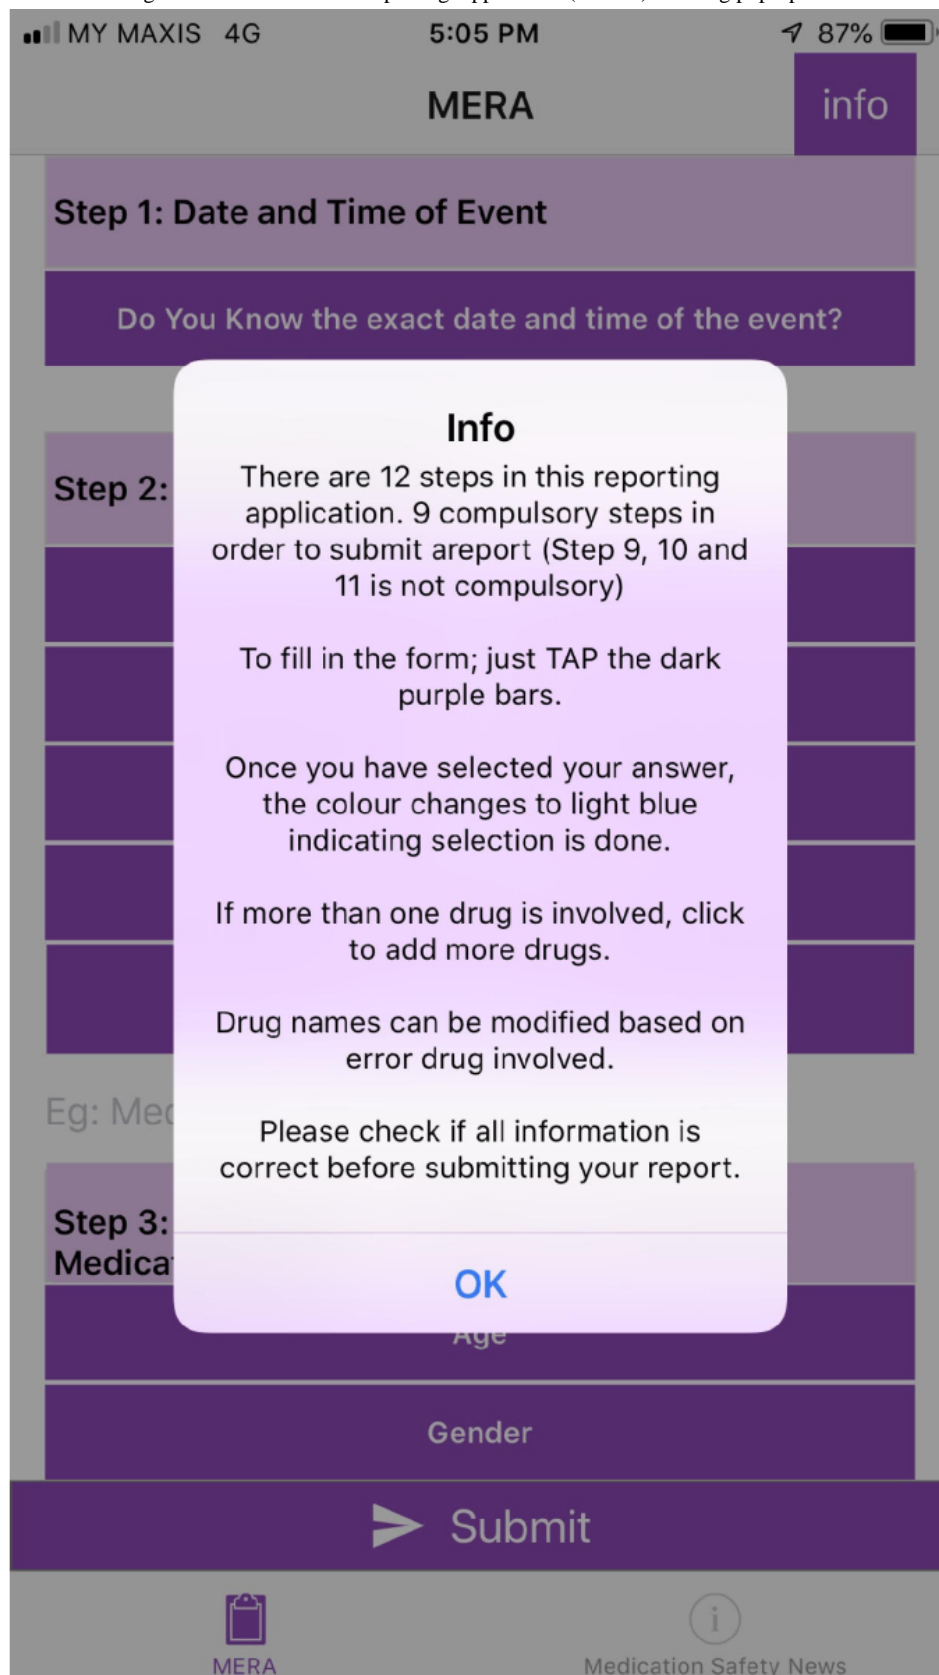 MY MAXIS 4G 5:05 PM 87%
MERA
info
Step 1: Date and Time of Event
Do You Know the exact date and time of the event?
Info
There are 12 steps in this reporting
application. 9 compulsory steps in
order to submit areport (Step 9, 10 and
11 is not compulsory)
To fill in the form; just TAP the dark
purple bars.
Once you have selected your answer,
the colour changes to light blue
indicating selection is done.
If more than one drug is involved, click
to add more drugs.
Drug names can be modified based on
error drug involved.
Please check if all information is
correct before submitting your report.
OK
Step 2:
Eg:
Step 3:
Age
Gender
Submit
MERA
Medication Safety News